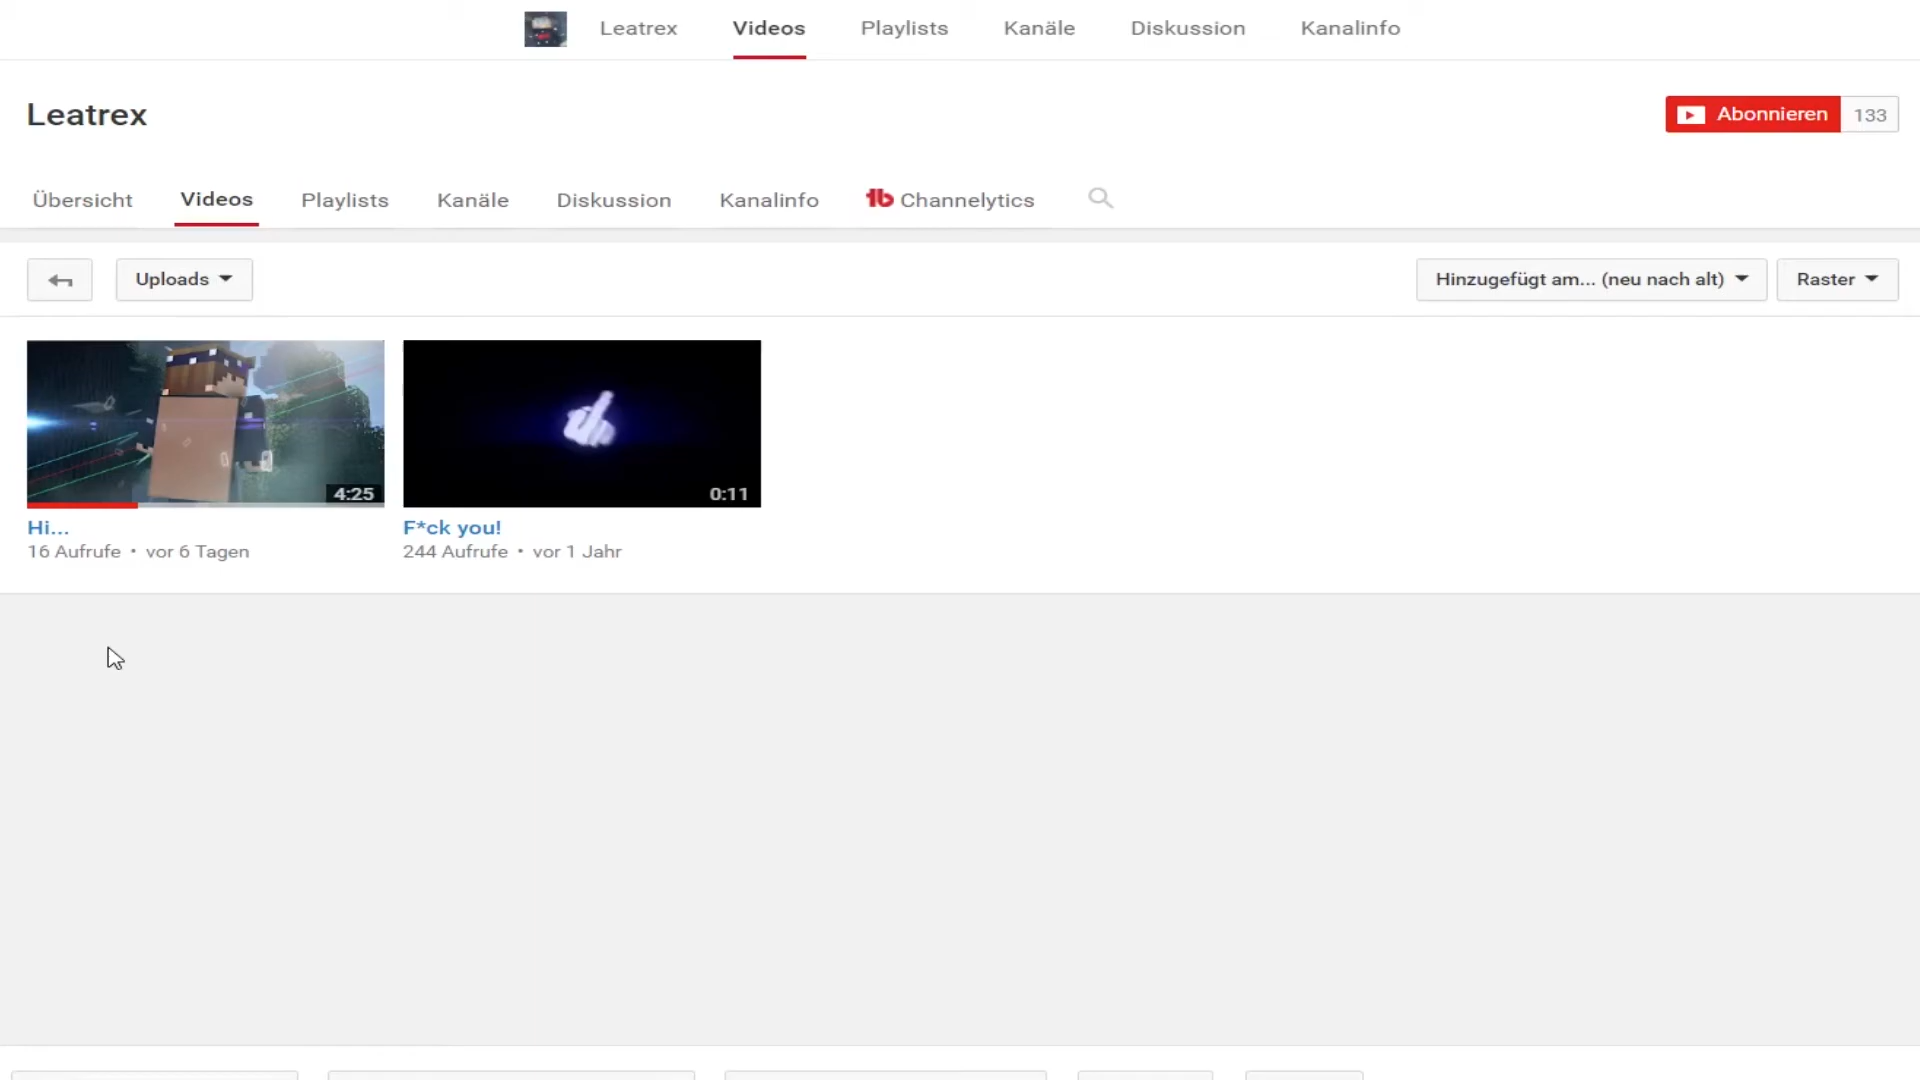 Leatrex Videos Playlists Kanäle Diskussion Kanalinfo
Leatrex
Abonnieren 133
Übersicht Videos Playlists Kanäle Diskussion Kanalinfo Channelytics
Uploads Hinzugefügt am... (neu nach alt) Raster
4:25 0:11
Hi... F*ck you!
16 Aufrufe • vor 6 Tagen 244 Aufrufe • vor 1 Jahr